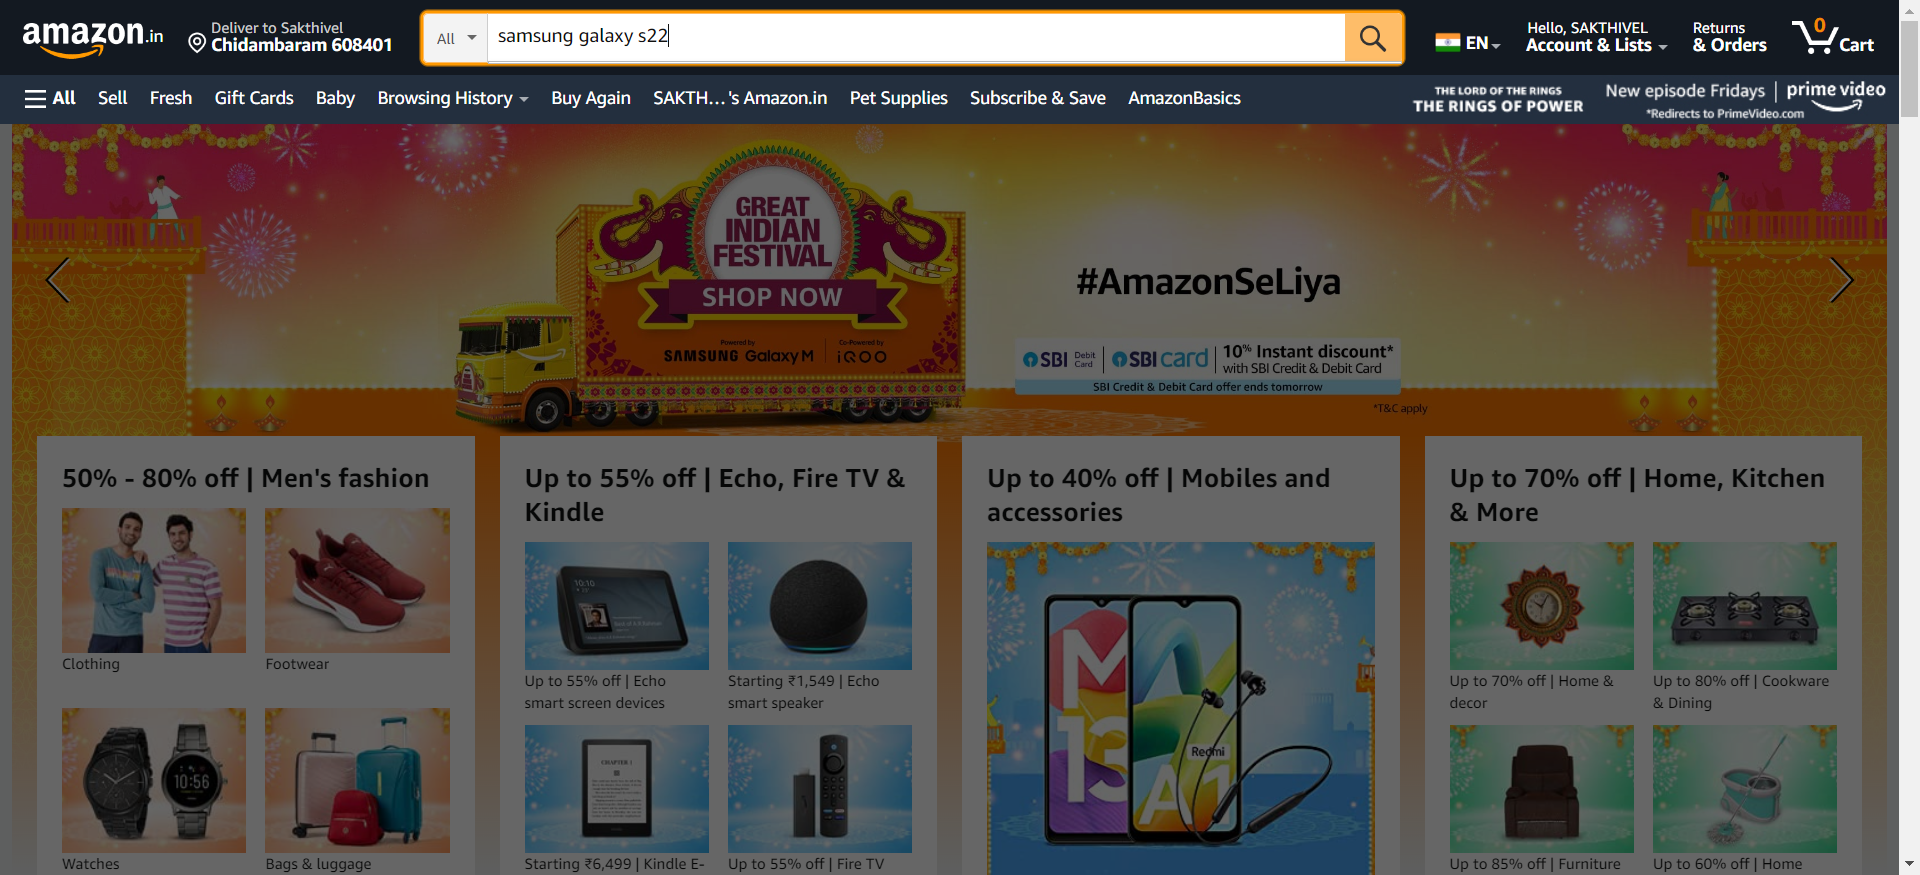 amazon.in
Deliver to Sakthivel
Chidambaram 608401
All
samsung galaxy s22
EN
Hello, SAKTHIVEL
Account & Lists
Returns
& Orders
0
Cart
All
Sell
Fresh
Gift Cards
Baby
Browsing History
Buy Again
SAKTH...'s Amazon.in
Pet Supplies
Subscribe & Save
AmazonBasics
THE LORD OF THE RINGS
THE RINGS OF POWER
New episode Fridays
prime video
*Redirects to PrimeVideo.com
GREAT
INDIAN
FESTIVAL
SHOP NOW
Powered by
SAMSUNG Galaxy M
Co-Powered by
iQOO
#AmazonSeLiya
SBI Debit Card
SBI card
10% Instant discount*
with SBI Credit & Debit Card
SBI Credit & Debit Card offer ends tomorrow
*T&C apply
50% - 80% off | Men's fashion
Clothing
Footwear
10:56
Watches
Bags & luggage
Up to 55% off | Echo, Fire TV &
Kindle
10:10
Up to 55% off | Echo
smart screen devices
Starting ₹1,549 | Echo
smart speaker
CHAPTER 1
Starting ₹6,499 | Kindle E-
Up to 55% off | Fire TV
Up to 40% off | Mobiles and
accessories
M
13
Redmi
A1
Up to 70% off | Home, Kitchen
& More
Up to 70% off | Home &
decor
Up to 80% off | Cookware
& Dining
Up to 85% off | Furniture
Up to 60% off | Home